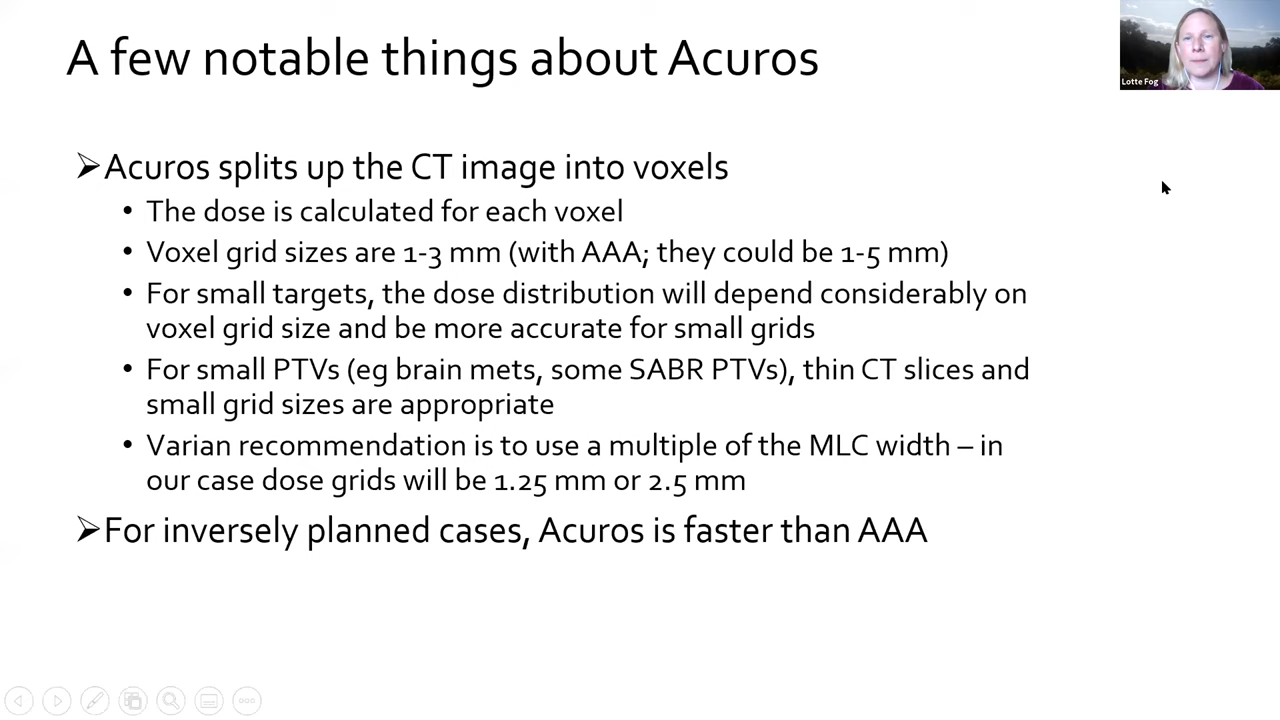 A few notable things about Acuros
Lotte Fog
➢Acuros splits up the CT image into voxels
• The dose is calculated for each voxel
• Voxel grid sizes are 1-3 mm (with AAA; they could be 1-5 mm)
• For small targets, the dose distribution will depend considerably on
voxel grid size and be more accurate for small grids
• For small PTVs (eg brain mets, some SABR PTVs), thin CT slices and
small grid sizes are appropriate
• Varian recommendation is to use a multiple of the MLC width – in
our case dose grids will be 1.25 mm or 2.5 mm
➢For inversely planned cases, Acuros is faster than AAA